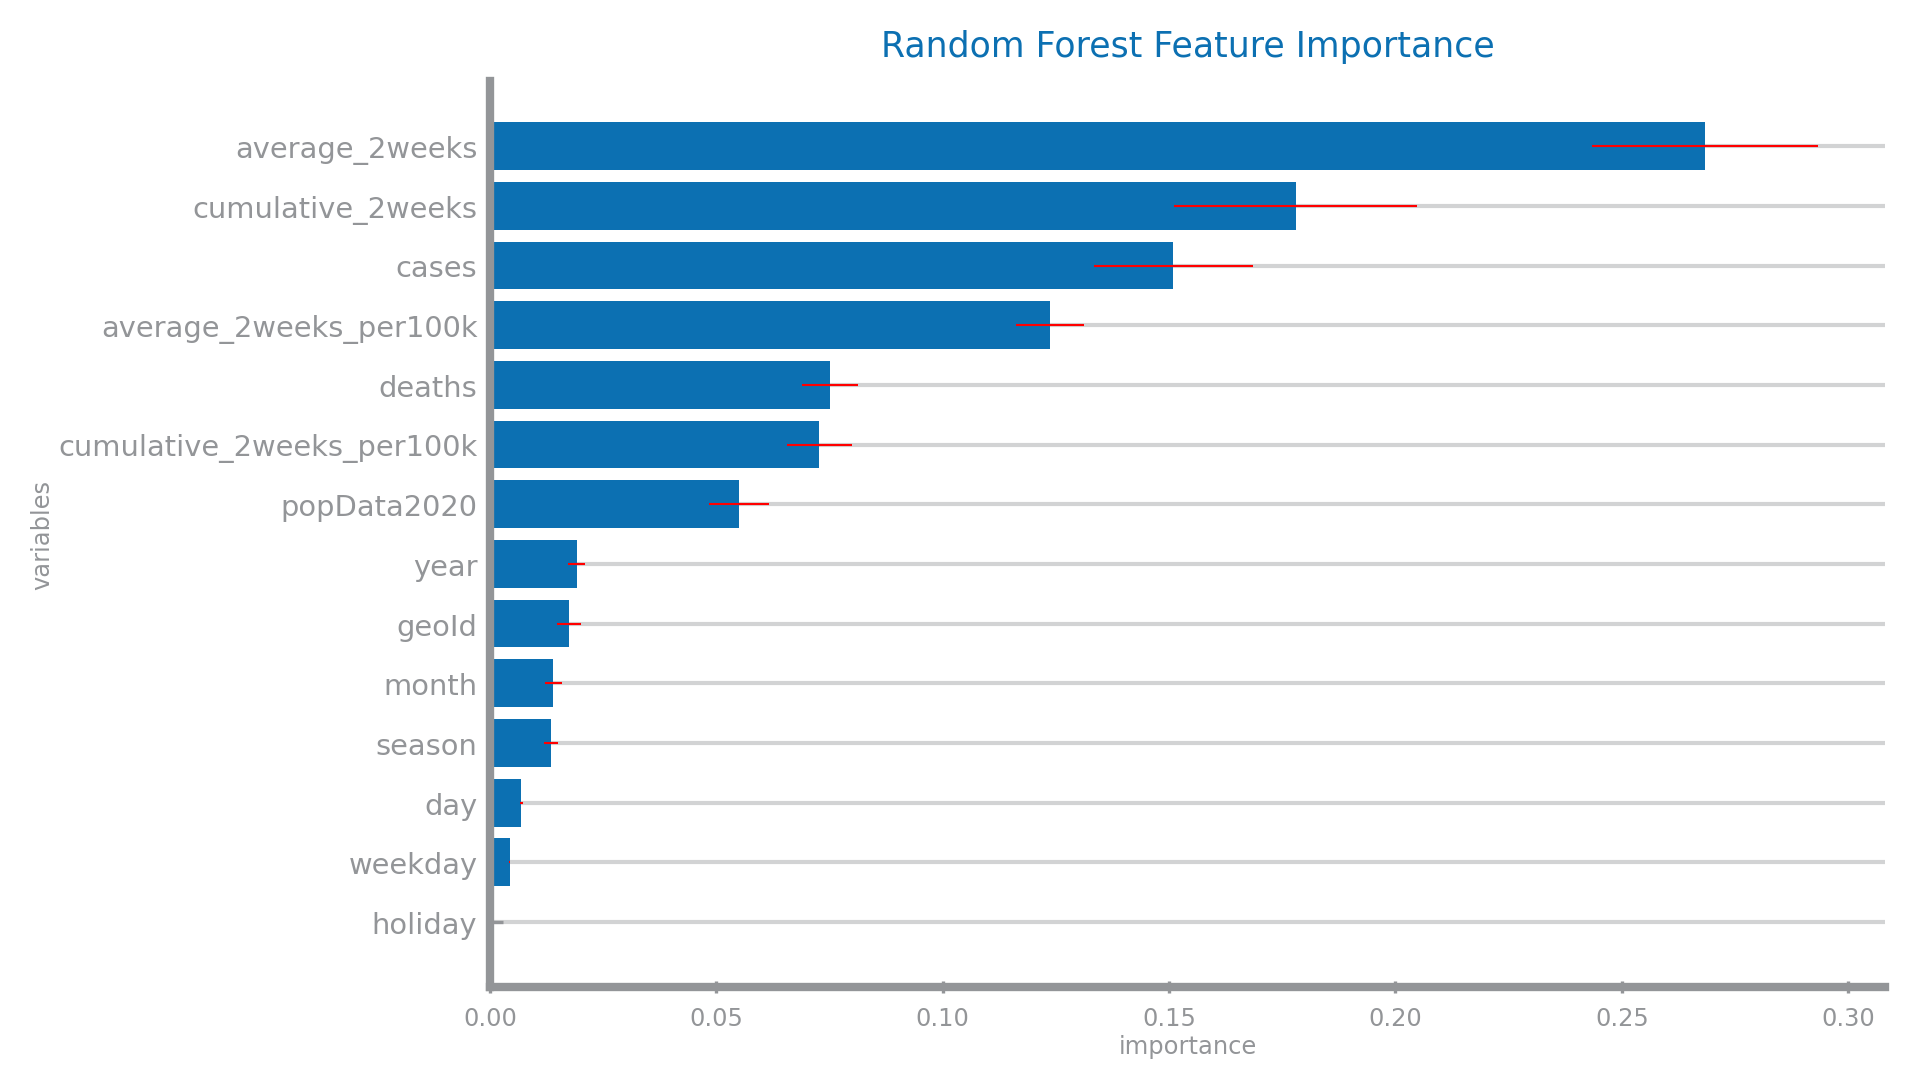 Random Forest Feature Importance
average_2weeks
cumulative_2weeks
cases
average_2weeks_per100k
deaths
cumulative_2weeks_per100k
popData2020
year
geoId
month
season
day
weekday
holiday
variables
0.00 0.05 0.10 0.15 0.20 0.25 0.30
importance